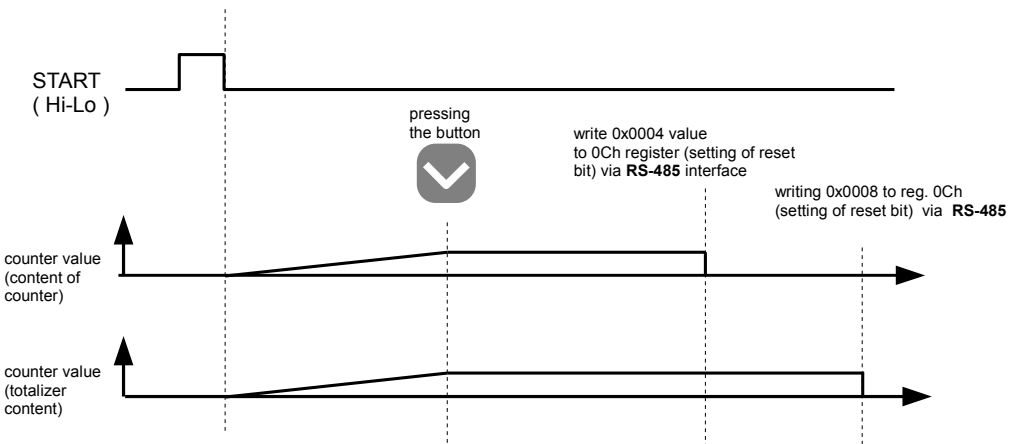 START
( Hi-Lo )
pressing
the button
write 0x0004 value
to 0Ch register (setting of reset
bit) via RS-485 interface
writing 0x0008 to reg. 0Ch
(setting of reset bit) via RS-485
counter value
(content of
counter)
counter value
(totalizer
content)